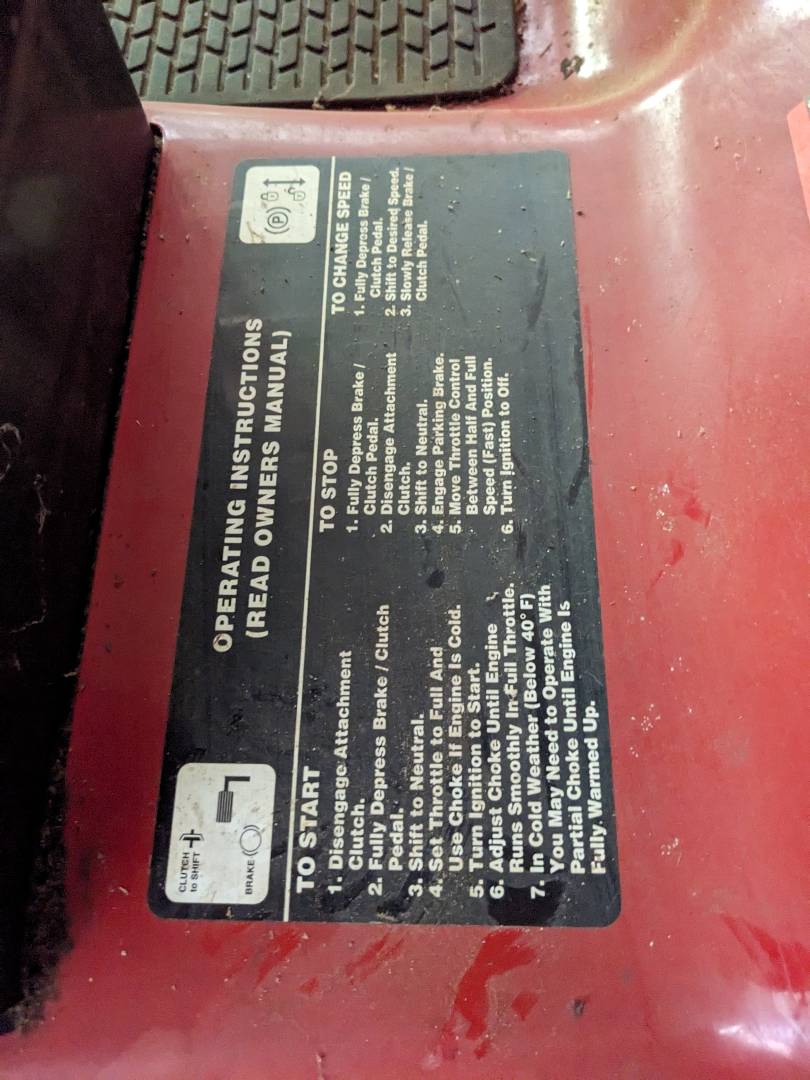 CLUTCH
to SHIFT
BRAKE
(P)
OPERATING INSTRUCTIONS
(READ OWNERS MANUAL)
TO START
1. Disengage Attachment
Clutch.
2. Fully Depress Brake / Clutch
Pedal.
3. Shift to Neutral.
4. Set Throttle to Full And
Use Choke If Engine Is Cold.
5. Turn Ignition to Start.
6. Adjust Choke Until Engine
Runs Smoothly In Full Throttle.
7. In Cold Weather (Below 40° F)
You May Need to Operate With
Partial Choke Until Engine Is
Fully Warmed Up.
TO STOP
1. Fully Depress Brake /
Clutch Pedal.
2. Disengage Attachment
Clutch.
3. Shift to Neutral.
4. Engage Parking Brake.
5. Move Throttle Control
Between Half And Full
Speed (Fast) Position.
6. Turn Ignition to Off.
TO CHANGE SPEED
1. Fully Depress Brake /
Clutch Pedal.
2. Shift to Desired Speed.
3. Slowly Release Brake /
Clutch Pedal.